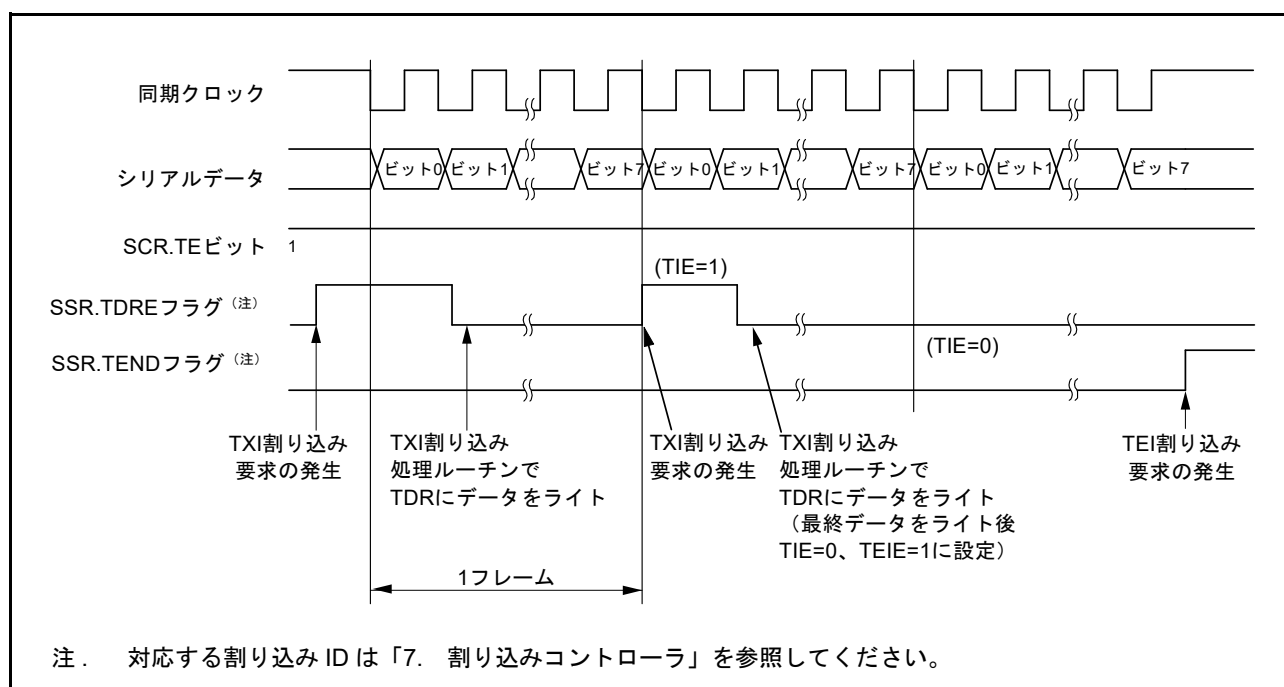 同期クロック
シリアルデータ
ビット0 ビット1 ビット7 ビット0 ビット1 ビット7 ビット0 ビット1 ビット7
SCR.TEビット 1
(TIE=1)
SSR.TDREフラグ（注）
(TIE=0)
SSR.TENDフラグ（注）
TXI割り込み
要求の発生
TXI割り込み
処理ルーチンで
TDRにデータをライト
TXI割り込み
要求の発生
TXI割り込み
処理ルーチンで
TDRにデータをライト
（最終データをライト後
TIE=0、TEIE=1に設定）
TEI割り込み
要求の発生
1フレーム
注． 対応する割り込み ID は「7. 割り込みコントローラ」を参照してください。